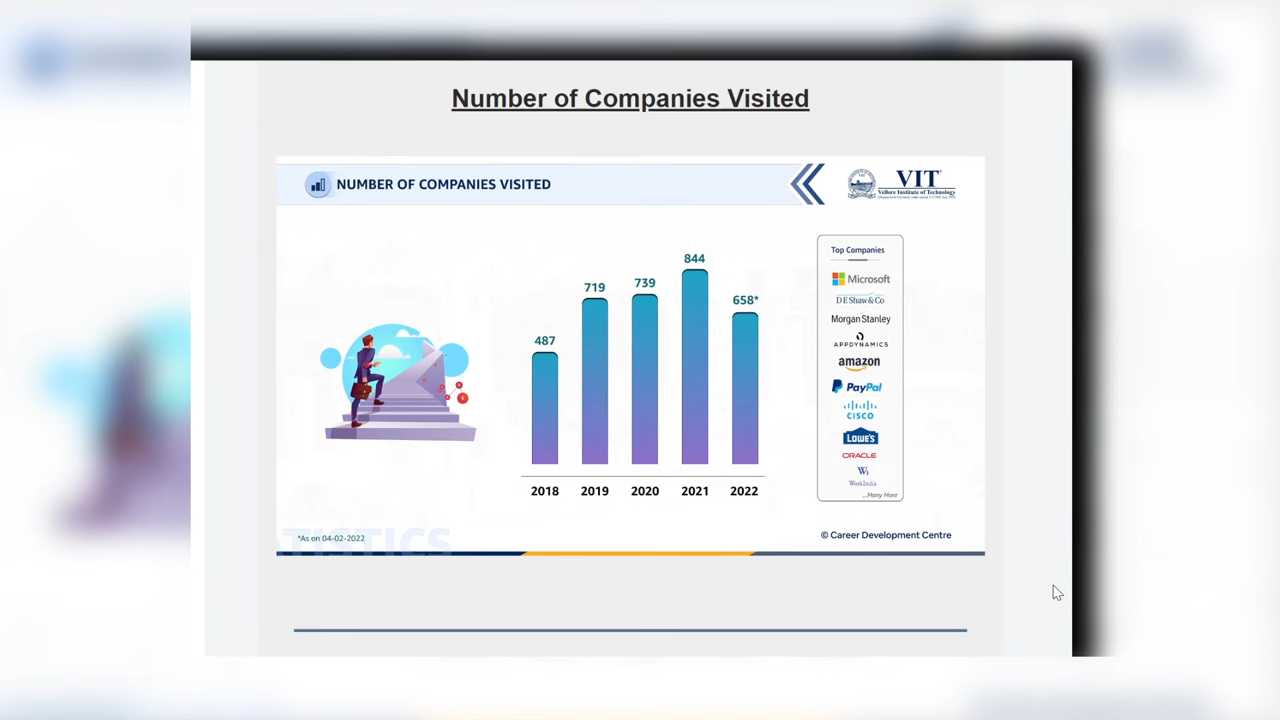 Number of Companies Visited
NUMBER OF COMPANIES VISITED
VIT
Vellore Institute of Technology
844
739
719
658*
487
2018 2019 2020 2021 2022
Top Companies
Microsoft
D E Shaw & Co
Morgan Stanley
APPDYNAMICS
amazon
PayPal
CISCO
LOWE'S
ORACLE
WI
WorkIndia
...Many More
TISTICS
*As on 04-02-2022
© Career Development Centre